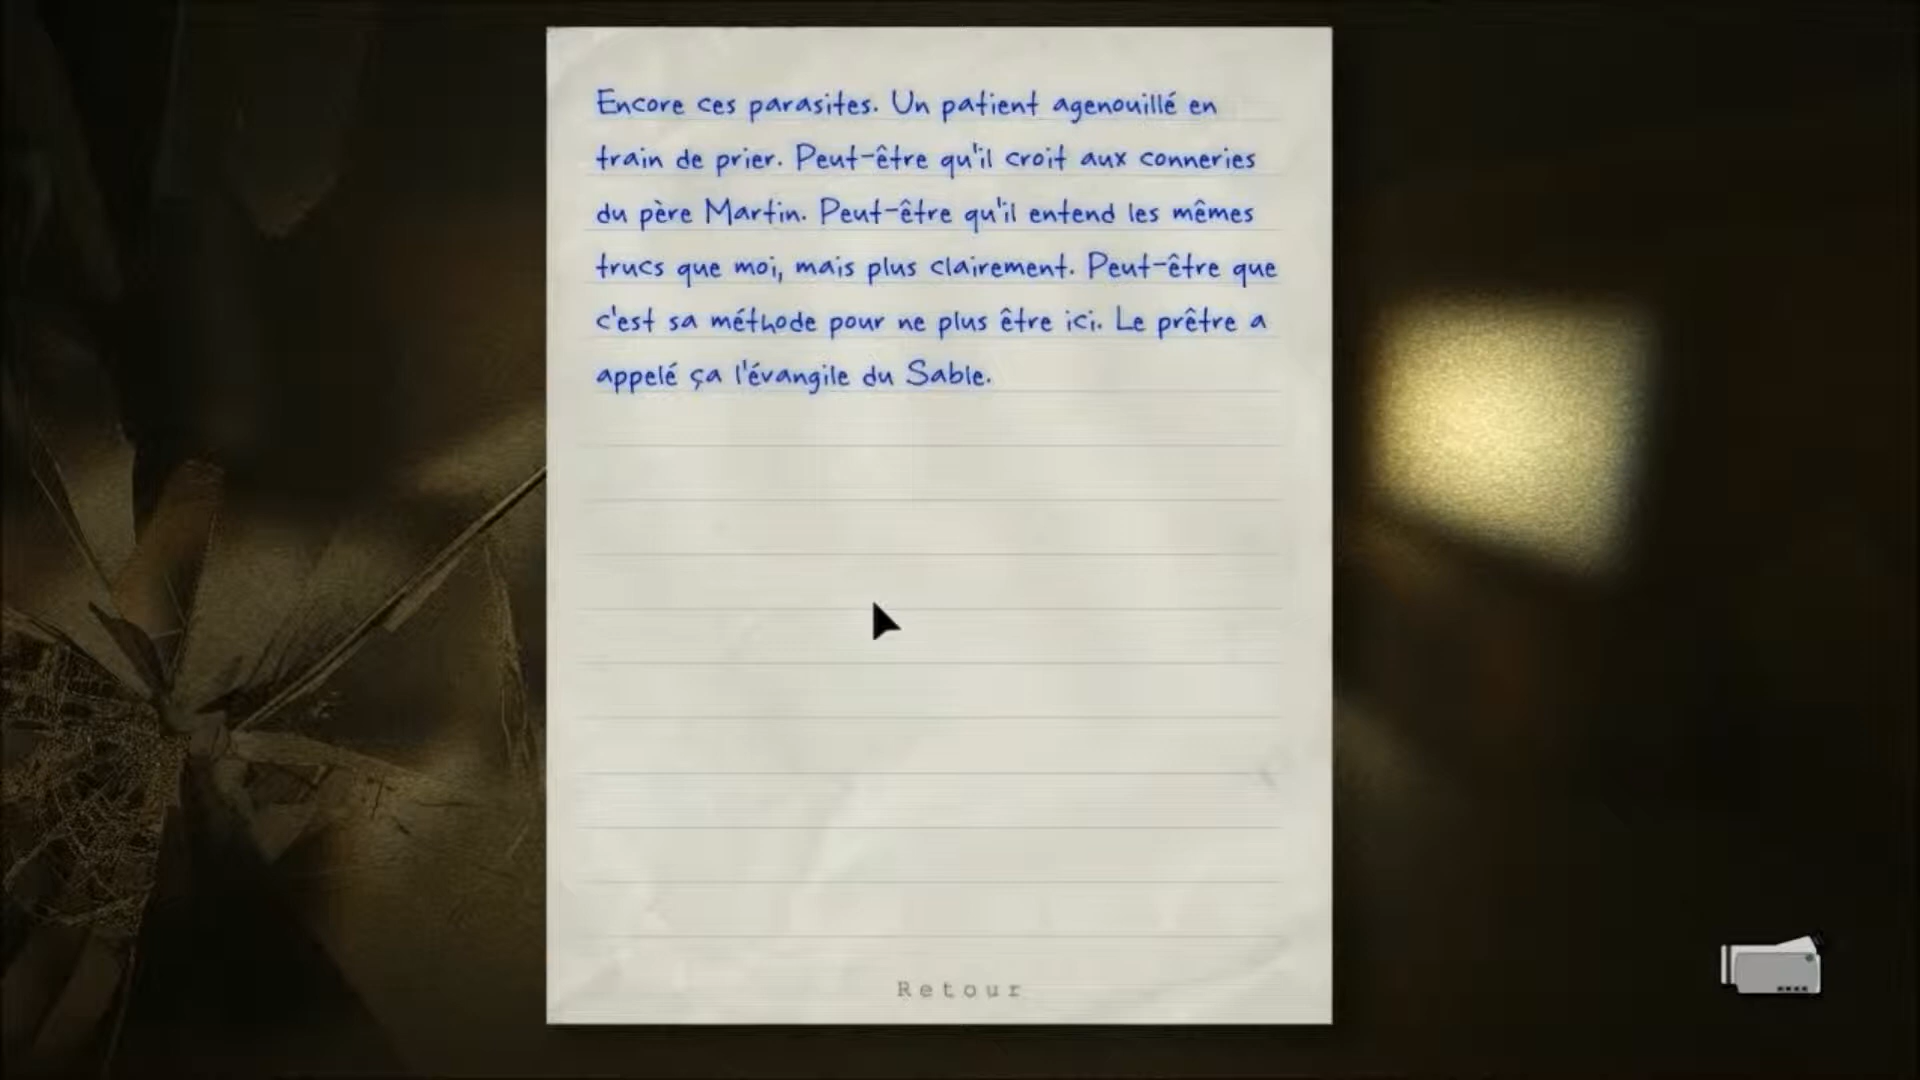 Encore ces parasites. Un patient agenouillé en
train de prier. Peut-être qu'il croit aux conneries
du père Martin. Peut-être qu'il entend les mêmes
trucs que moi, mais plus clairement. Peut-être que
c'est sa méthode pour ne plus être ici. Le prêtre a
appelé ça l'évangile du Sable.
Retour